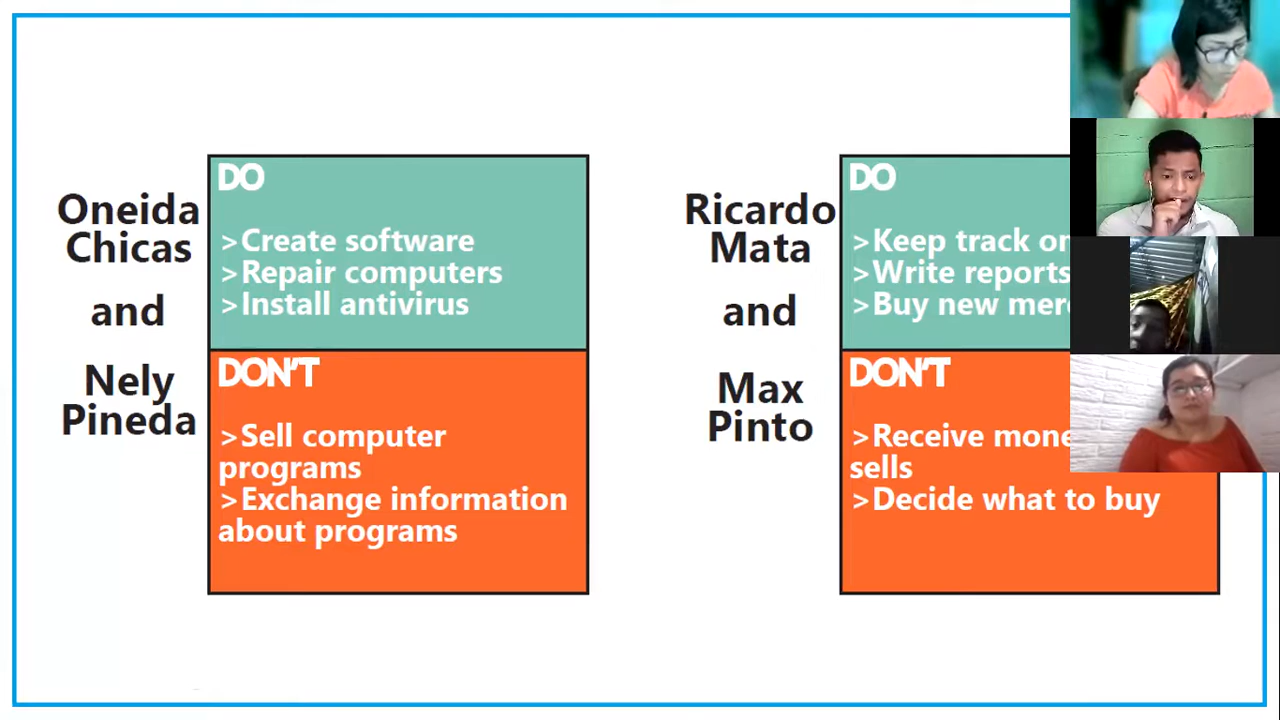 Oneida
Chicas
and
Nely
Pineda
DO
>Create software
>Repair computers
>Install antivirus
DON'T
>Sell computer
programs
>Exchange information
about programs
Ricardo
Mata
and
Max
Pinto
DO
>Keep track
>Write reports
>Buy new
DON'T
>Receive
sells
>Decide what to buy